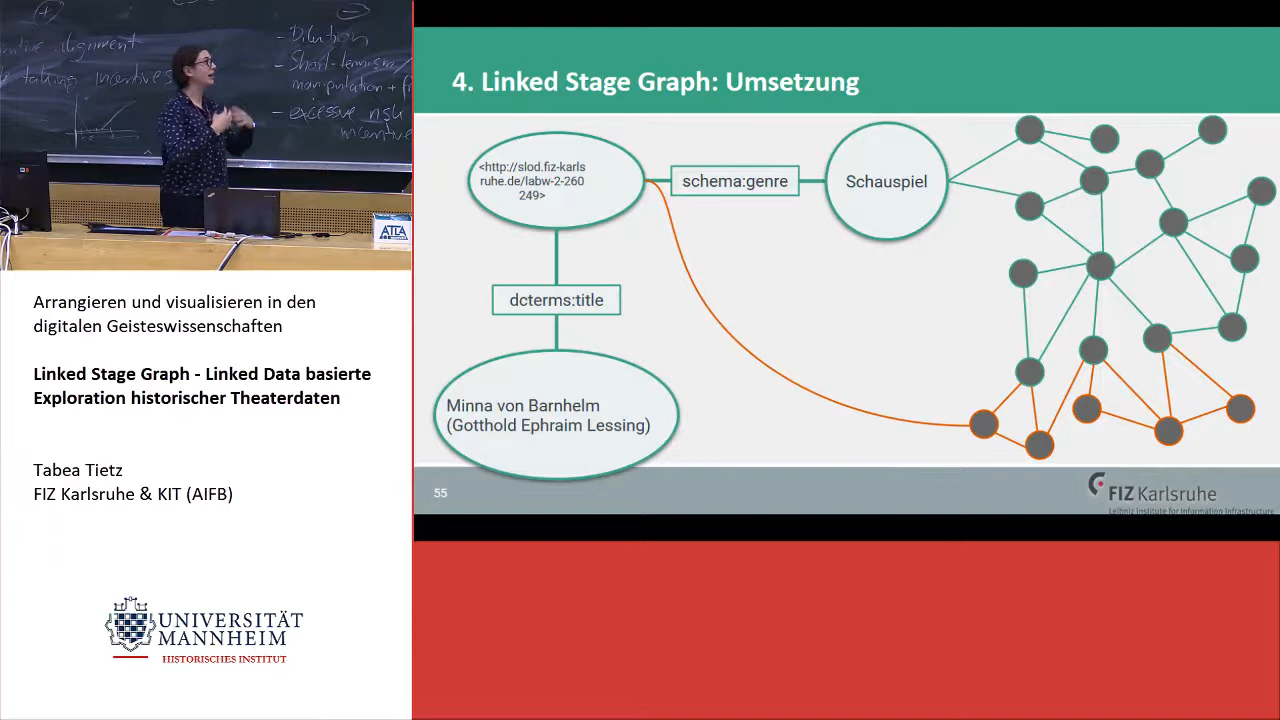 alignment
taking incentives
- Dilution
- Short-termism
manipulation +
- excessive risk
incentive
ATLA
4. Linked Stage Graph: Umsetzung
<http://slod.fiz-karls
ruhe.de/labw-2-260
249>
schema:genre
Schauspiel
dcterms:title
Minna von Barnhelm
(Gotthold Ephraim Lessing)
55
FIZ Karlsruhe
Leibniz Institute for Information Infrastructure
Arrangieren und visualisieren in den
digitalen Geisteswissenschaften
Linked Stage Graph - Linked Data basierte
Exploration historischer Theaterdaten
Tabea Tietz
FIZ Karlsruhe & KIT (AIFB)
UNIVERSITÄT
MANNHEIM
HISTORISCHES INSTITUT